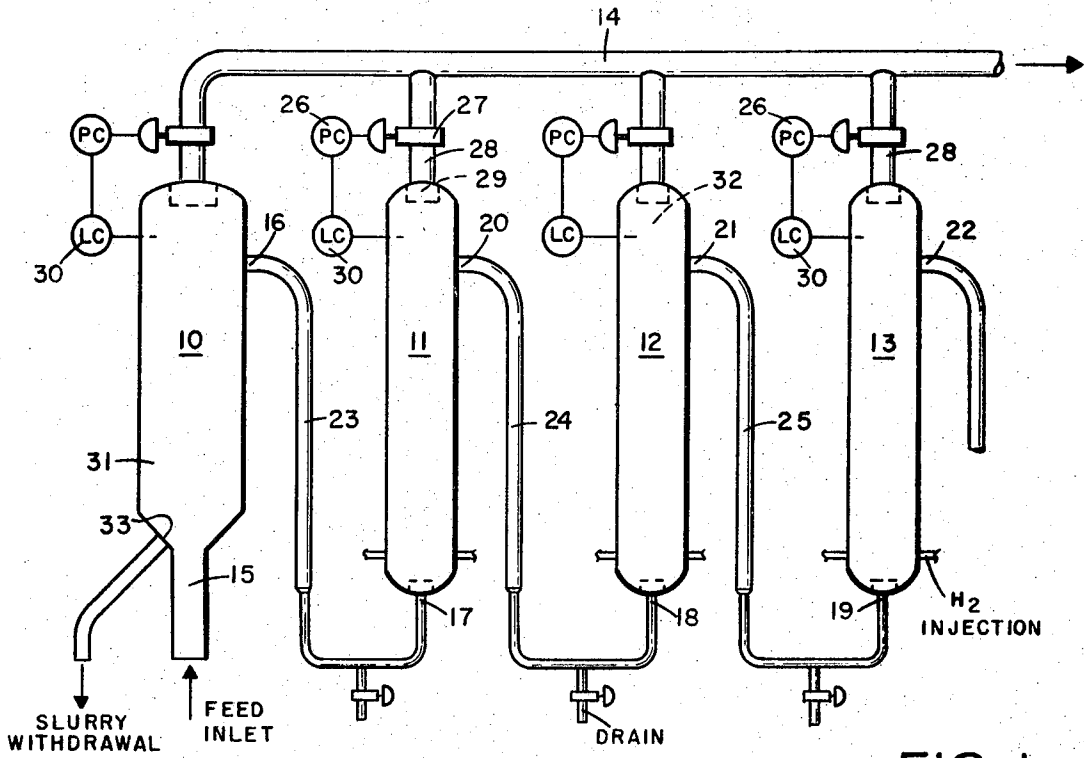 14
26
27
26
PC
PC
PC
PC
28
28
29
32
16
20
21
22
LC
LC
LC
LC
30
30
30
10
11
12
13
23
24
25
31
33
15
17
18
19
H2
INJECTION
SLURRY
WITHDRAWAL
FEED
INLET
DRAIN